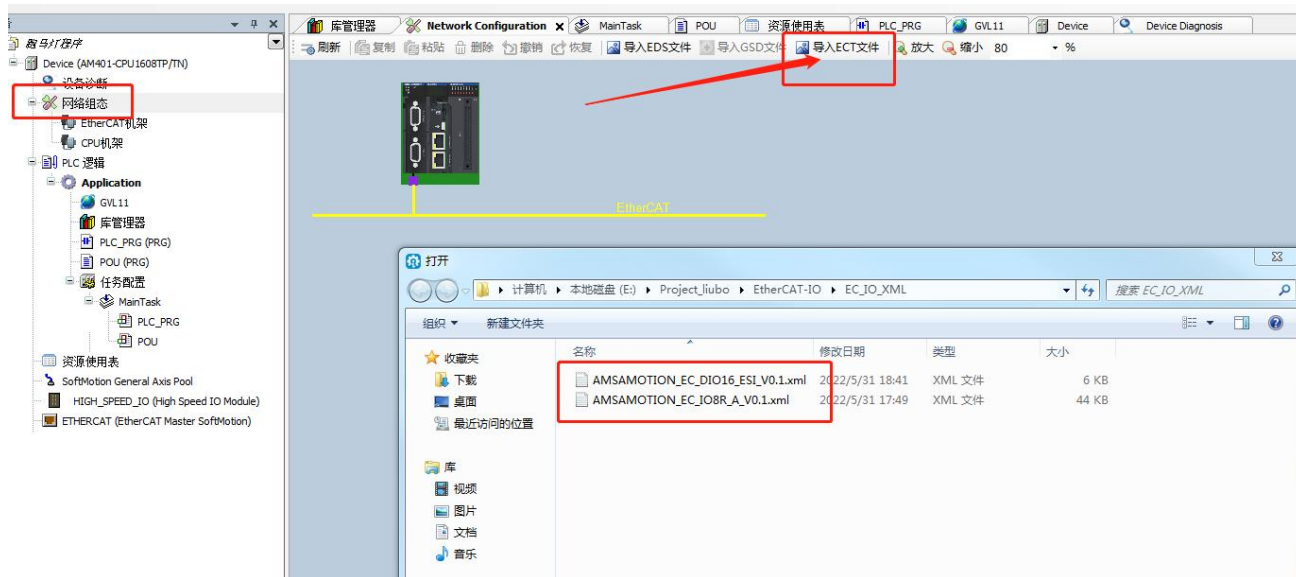 库管理器
Network Configuration
MainTask
POU
资源使用表
PLC_PRG
GVL11
Device
Device Diagnosis
刷新
复制
粘贴
删除
撤销
恢复
导入EDS文件
导入GSD文件
导入ECT文件
放大
缩小
80
%
跑马灯程序
Device (AM401-CPU1608TP/TN)
设备诊断
网络组态
EtherCAT机架
CPU机架
PLC 逻辑
Application
GVL11
库管理器
PLC_PRG (PRG)
POU (PRG)
任务配置
MainTask
PLC_PRG
POU
资源使用表
SoftMotion General Axis Pool
HIGH_SPEED_IO (High Speed IO Module)
ETHERCAT (EtherCAT Master SoftMotion)
EtherCAT
打开
计算机 ▸ 本地磁盘 (E:) ▸ Project_liubo ▸ EtherCAT-IO ▸ EC_IO_XML
搜索 EC_IO_XML
组织
新建文件夹
名称
修改日期
类型
大小
AMSAMOTION_EC_DIO16_ESI_V0.1.xml 2022/5/31 18:41 XML 文件 6 KB
AMSAMOTION_EC_IO8R_A_V0.1.xml 2022/5/31 17:49 XML 文件 44 KB
收藏夹
下载
桌面
最近访问的位置
库
视频
图片
文档
音乐